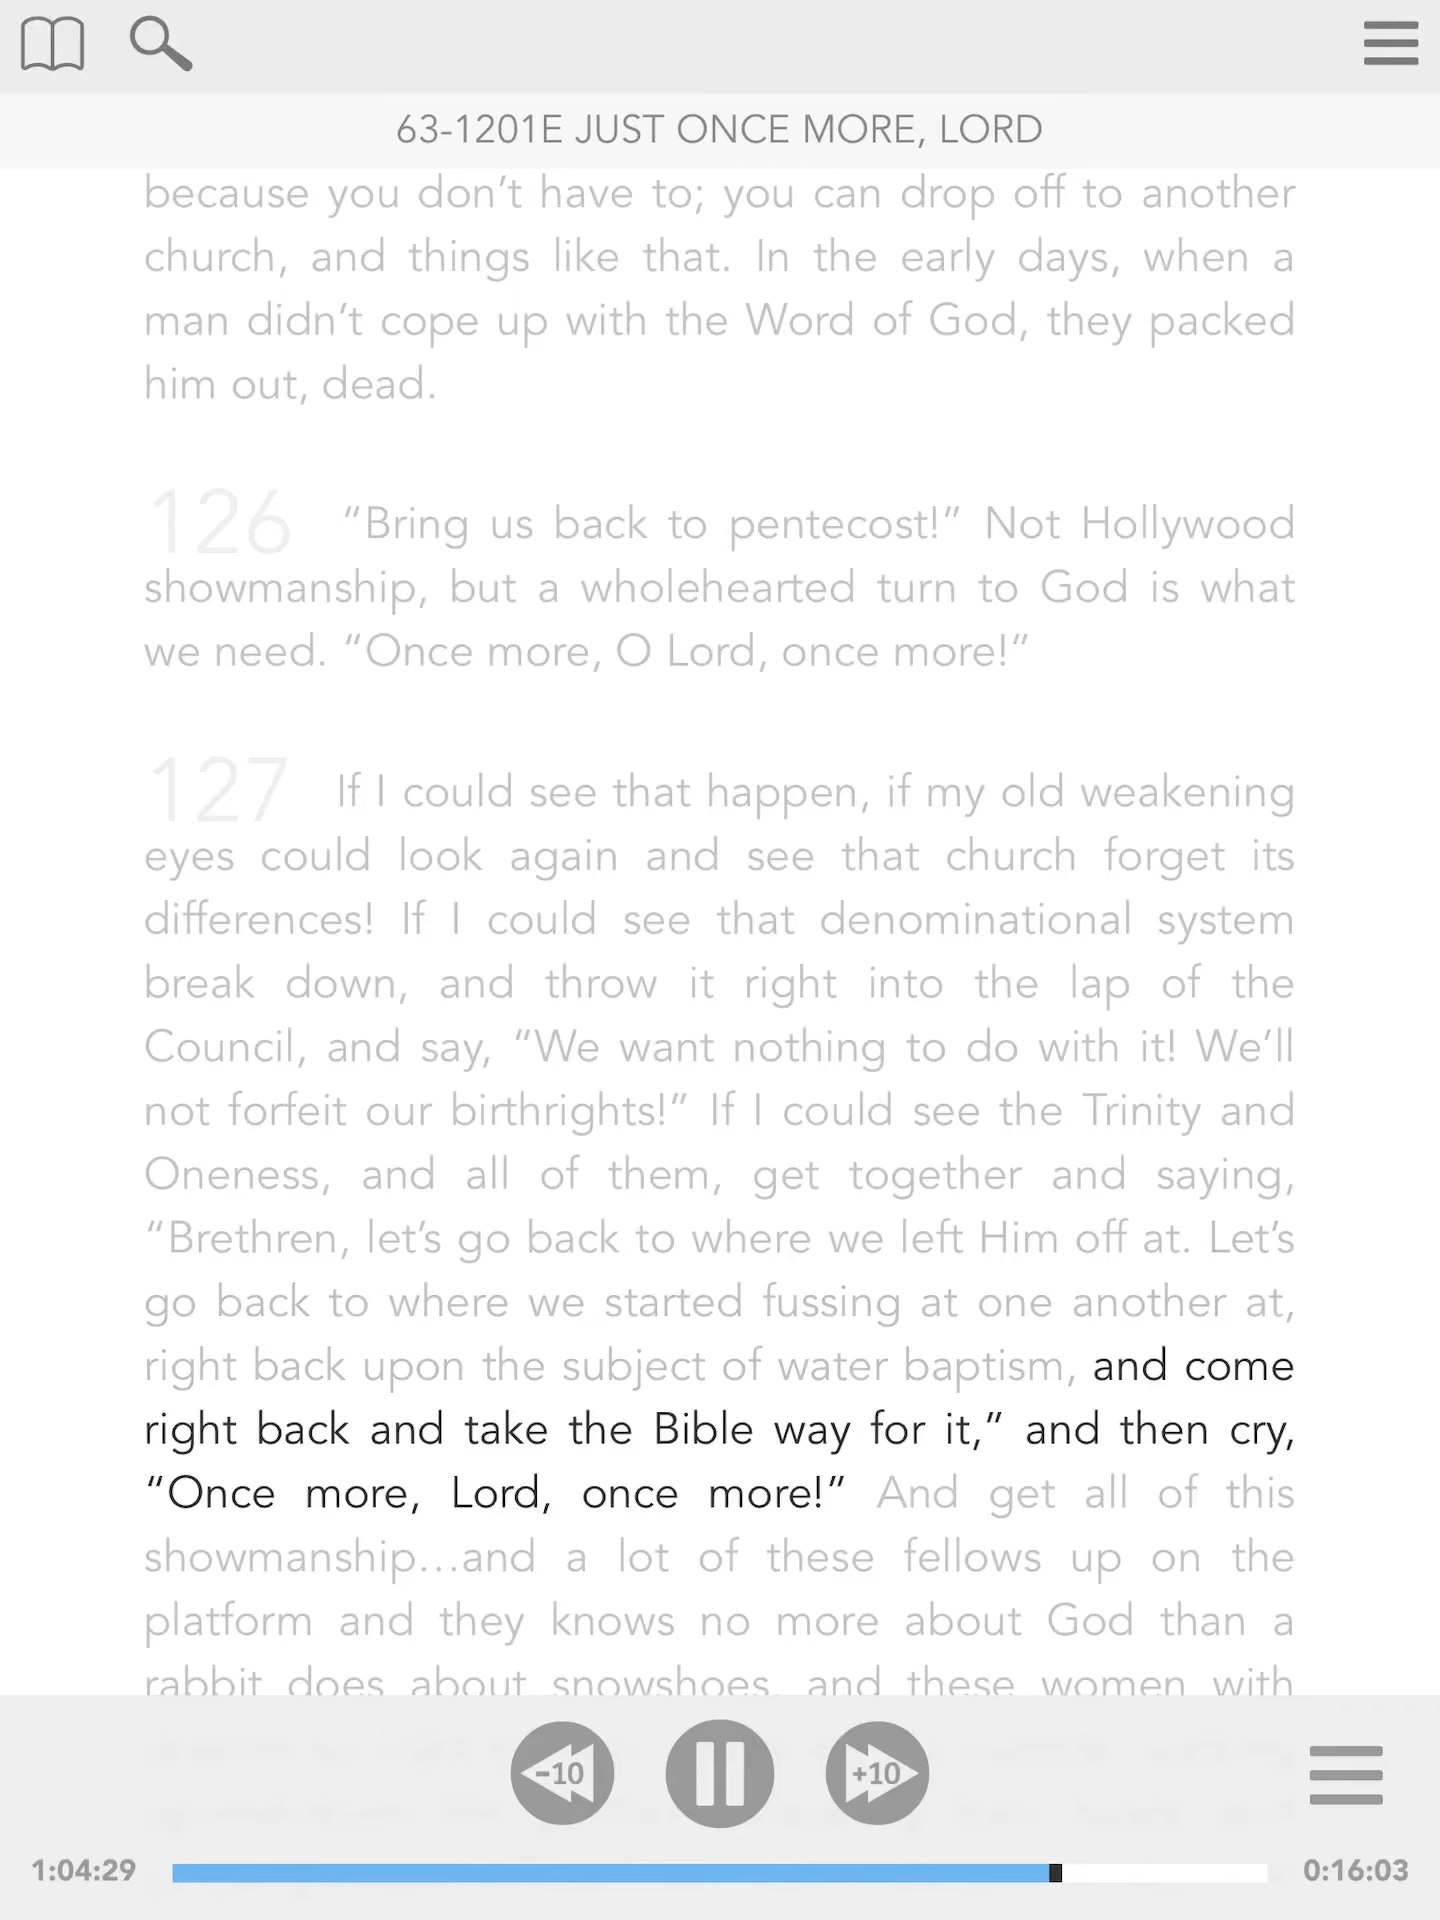 63-1201E JUST ONCE MORE, LORD
because you don’t have to; you can drop off to another
church, and things like that. In the early days, when a
man didn’t cope up with the Word of God, they packed
him out, dead.
126 “Bring us back to pentecost!” Not Hollywood
showmanship, but a wholehearted turn to God is what
we need. “Once more, O Lord, once more!”
127 If I could see that happen, if my old weakening
eyes could look again and see that church forget its
differences! If I could see that denominational system
break down, and throw it right into the lap of the
Council, and say, “We want nothing to do with it! We’ll
not forfeit our birthrights!” If I could see the Trinity and
Oneness, and all of them, get together and saying,
“Brethren, let’s go back to where we left Him off at. Let’s
go back to where we started fussing at one another at,
right back upon the subject of water baptism, and come
right back and take the Bible way for it,” and then cry,
“Once more, Lord, once more!” And get all of this
showmanship…and a lot of these fellows up on the
platform and they knows no more about God than a
rabbit does about snowshoes, and these women with
-10 +10
1:04:29 0:16:03